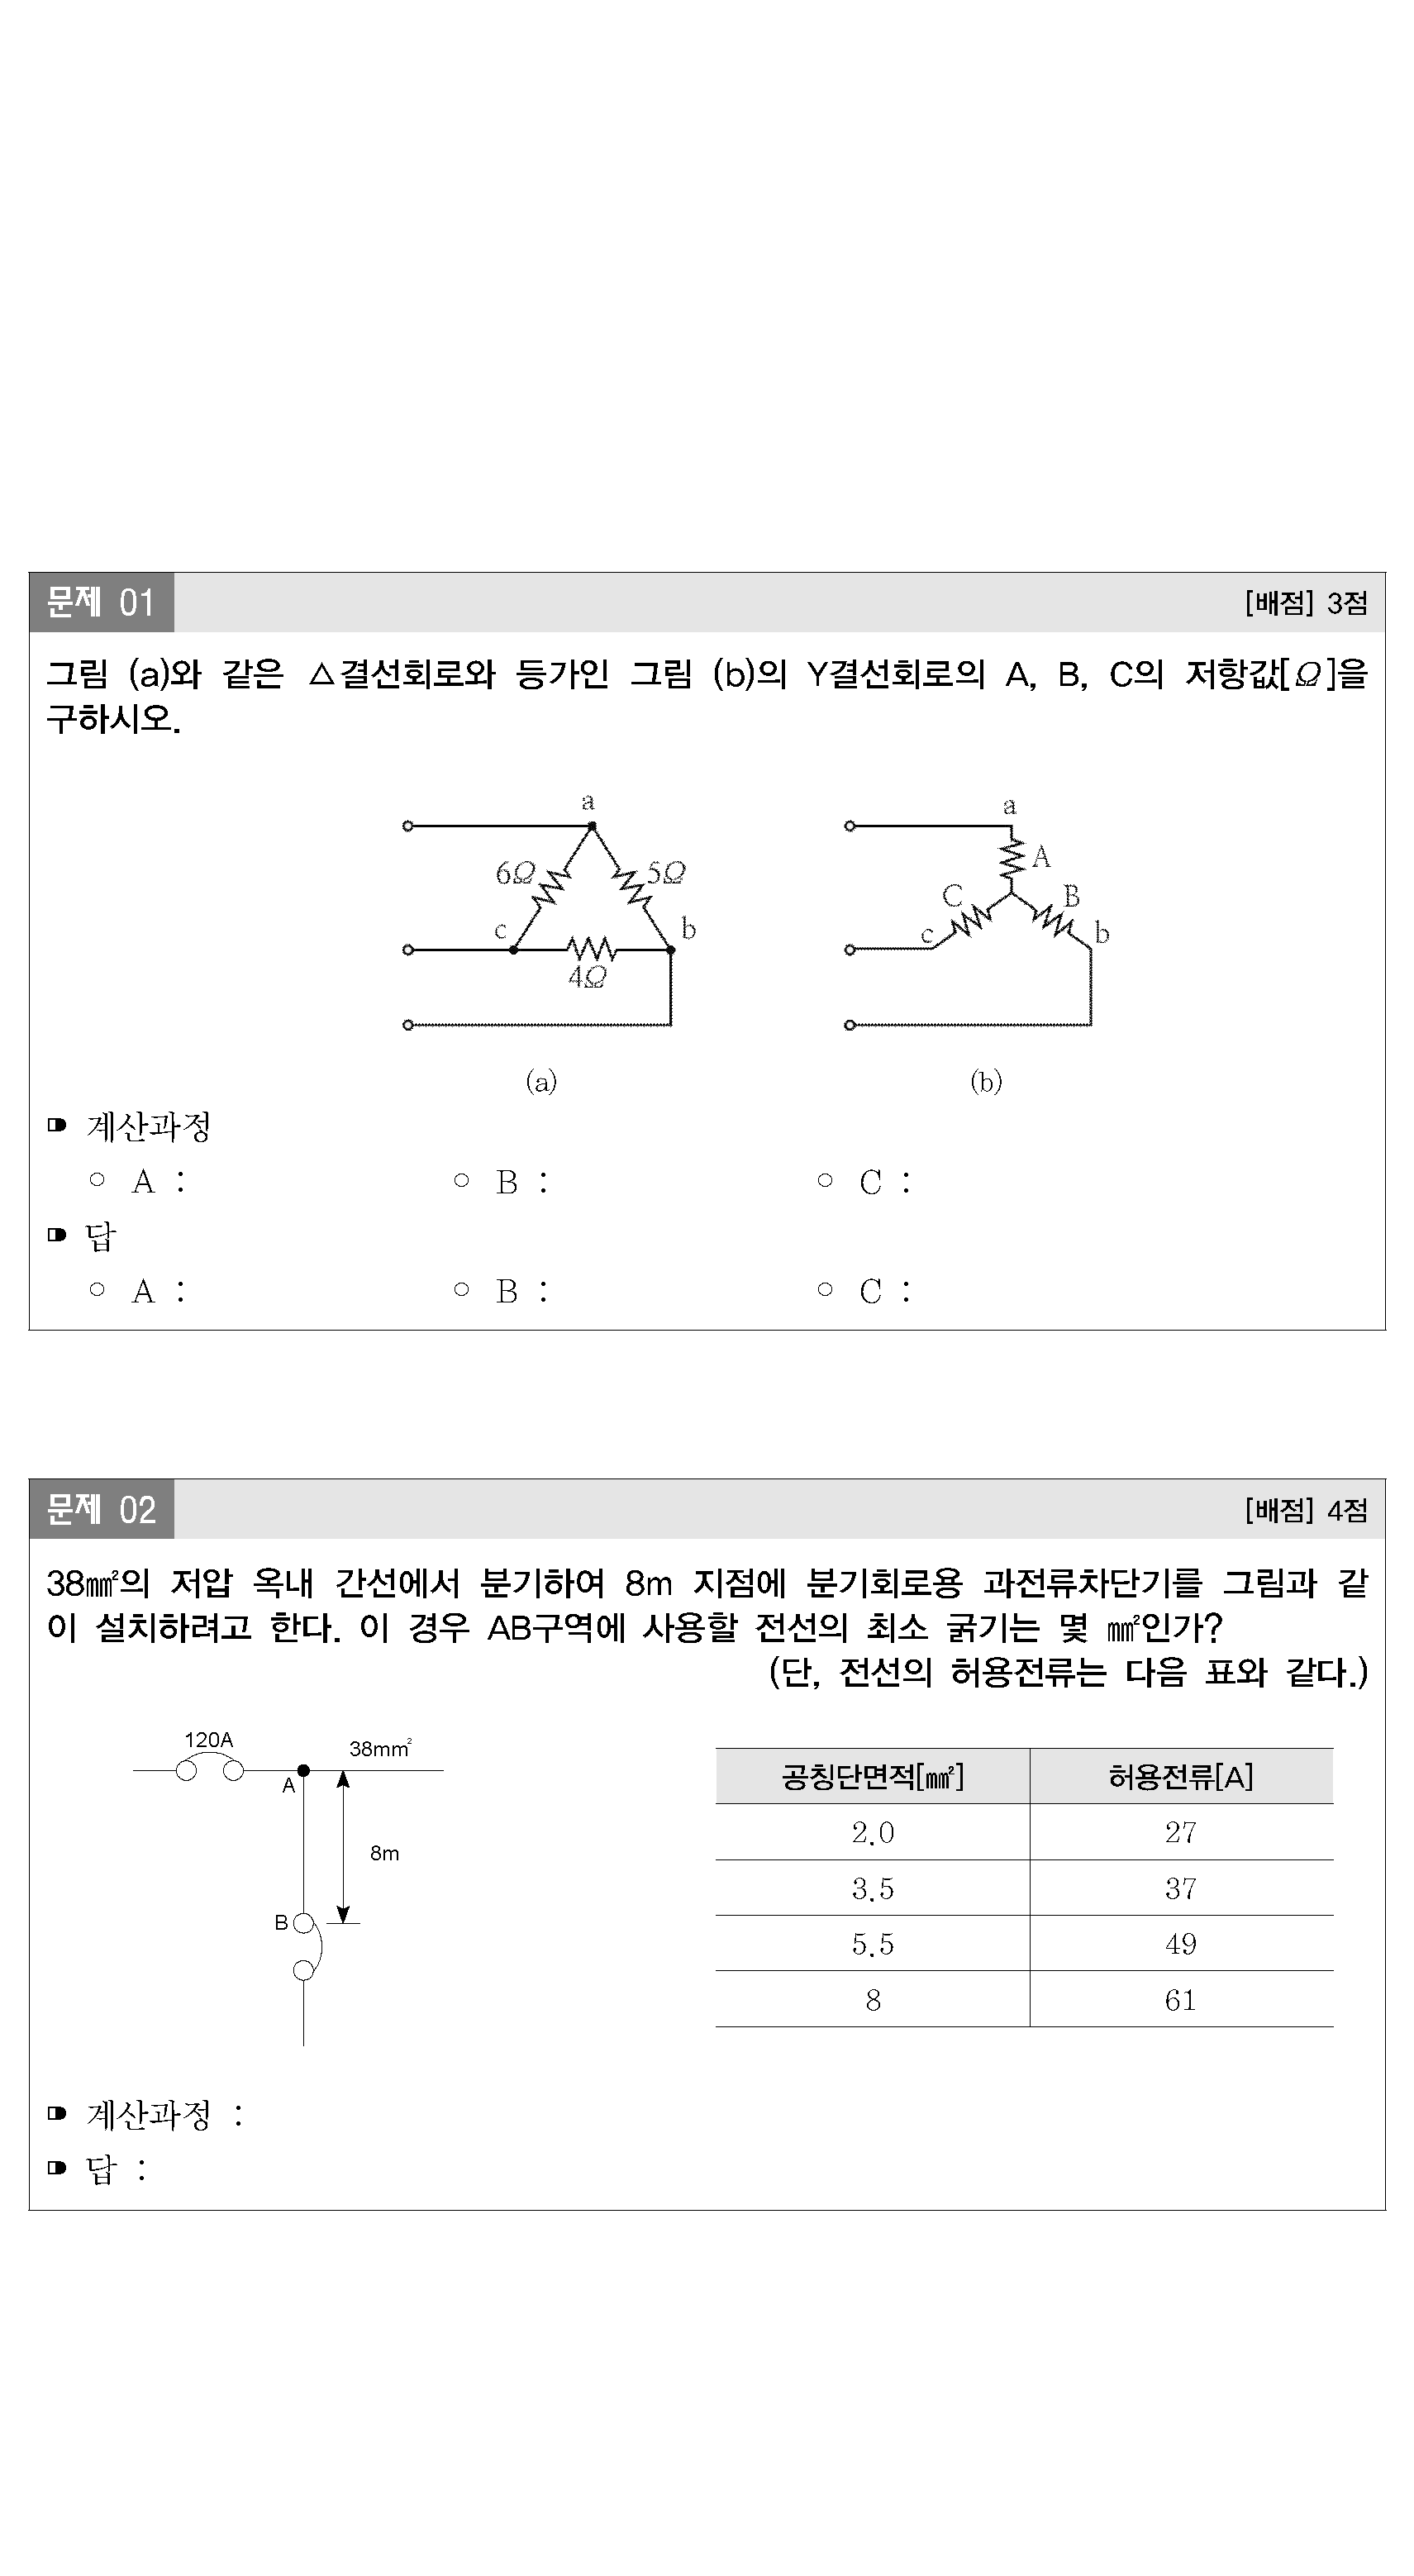 문제 01 [배점] 3점
그림 (a)와 같은 △결선회로와 등가인 그림 (b)의 Y결선회로의 A, B, C의 저항값[Ω]을
구하시오.
a
6Ω 5Ω
c b
4Ω
(a)
a
A
C B
c b
(b)
계산과정
○ A : ○ B : ○ C :
답
○ A : ○ B : ○ C :
문제 02 [배점] 4점
38㎟의 저압 옥내 간선에서 분기하여 8m 지점에 분기회로용 과전류차단기를 그림과 같
이 설치하려고 한다. 이 경우 AB구역에 사용할 전선의 최소 굵기는 몇 ㎟인가?
(단, 전선의 허용전류는 다음 표와 같다.)
120A
38mm²
A
8m
B
공칭단면적[㎟] 허용전류[A]
2.0 27
3.5 37
5.5 49
8 61
계산과정 :
답 :